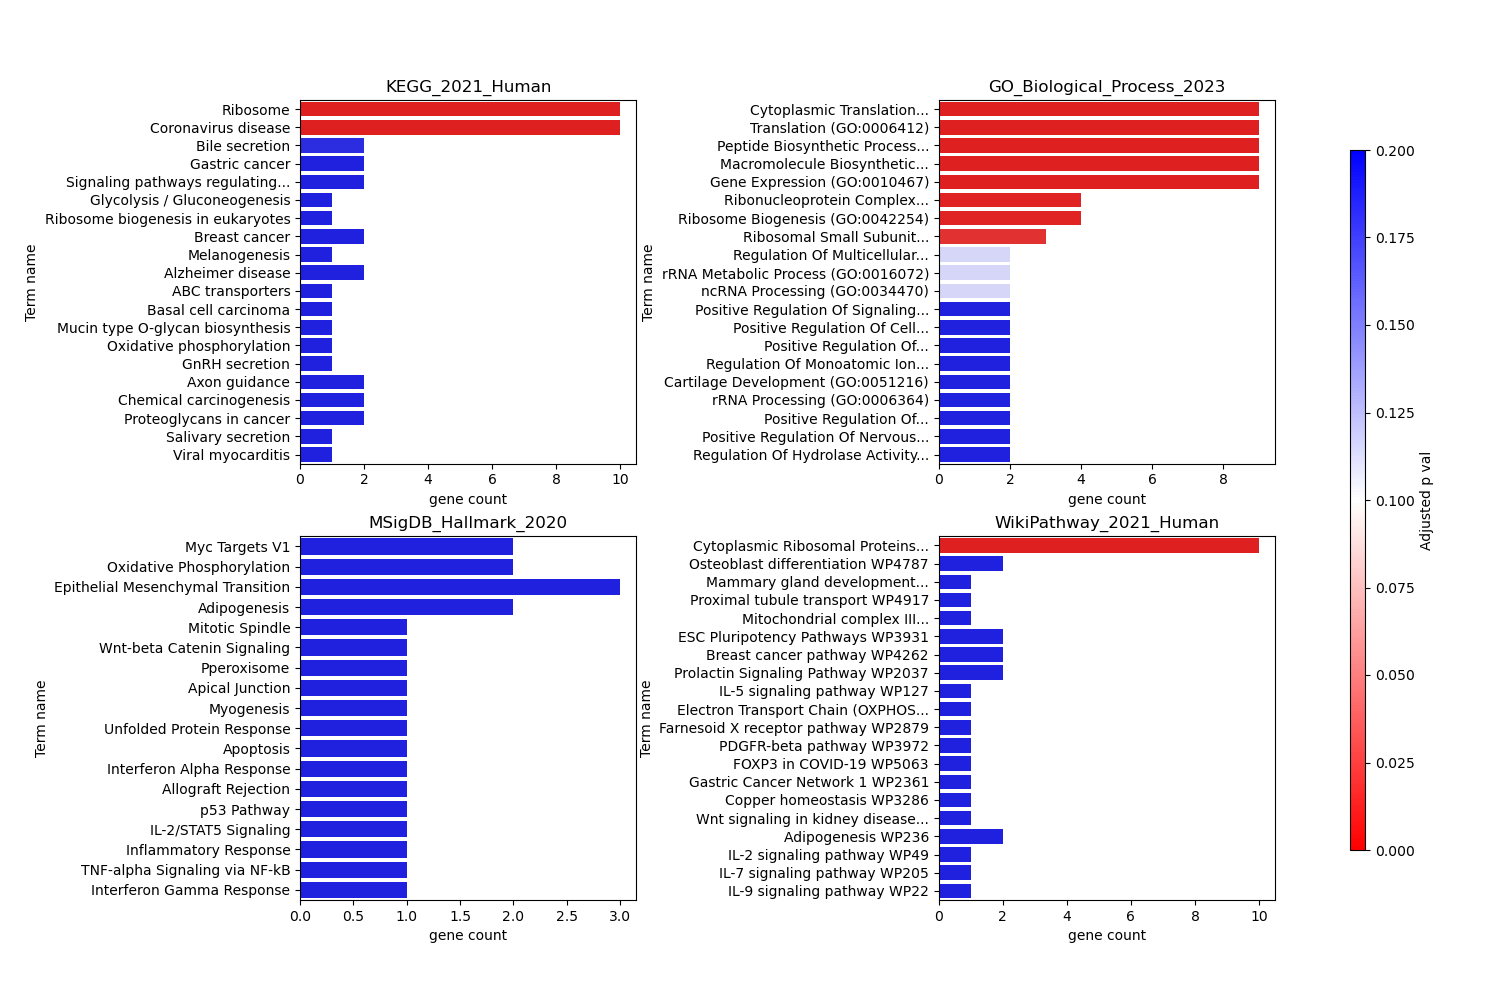 KEGG_2021_Human
Term name
Ribosome
Coronavirus disease
Bile secretion
Gastric cancer
Signaling pathways regulating...
Glycolysis / Gluconeogenesis
Ribosome biogenesis in eukaryotes
Breast cancer
Melanogenesis
Alzheimer disease
ABC transporters
Basal cell carcinoma
Mucin type O-glycan biosynthesis
Oxidative phosphorylation
GnRH secretion
Axon guidance
Chemical carcinogenesis
Proteoglycans in cancer
Salivary secretion
Viral myocarditis
0 2 4 6 8 10
gene count
GO_Biological_Process_2023
Term name
Cytoplasmic Translation...
Translation (GO:0006412)
Peptide Biosynthetic Process...
Macromolecule Biosynthetic...
Gene Expression (GO:0010467)
Ribonucleoprotein Complex...
Ribosome Biogenesis (GO:0042254)
Ribosomal Small Subunit...
Regulation Of Multicellular...
rRNA Metabolic Process (GO:0016072)
ncRNA Processing (GO:0034470)
Positive Regulation Of Signaling...
Positive Regulation Of Cell...
Positive Regulation Of...
Regulation Of Monoatomic Ion...
Cartilage Development (GO:0051216)
rRNA Processing (GO:0006364)
Positive Regulation Of...
Positive Regulation Of Nervous...
Regulation Of Hydrolase Activity...
0 2 4 6 8
gene count
MSigDB_Hallmark_2020
Term name
Myc Targets V1
Oxidative Phosphorylation
Epithelial Mesenchymal Transition
Adipogenesis
Mitotic Spindle
Wnt-beta Catenin Signaling
Pperoxisome
Apical Junction
Myogenesis
Unfolded Protein Response
Apoptosis
Interferon Alpha Response
Allograft Rejection
p53 Pathway
IL-2/STAT5 Signaling
Inflammatory Response
TNF-alpha Signaling via NF-kB
Interferon Gamma Response
0.0 0.5 1.0 1.5 2.0 2.5 3.0
gene count
WikiPathway_2021_Human
Term name
Cytoplasmic Ribosomal Proteins...
Osteoblast differentiation WP4787
Mammary gland development...
Proximal tubule transport WP4917
Mitochondrial complex III...
ESC Pluripotency Pathways WP3931
Breast cancer pathway WP4262
Prolactin Signaling Pathway WP2037
IL-5 signaling pathway WP127
Electron Transport Chain (OXPHOS...
Farnesoid X receptor pathway WP2879
PDGFR-beta pathway WP3972
FOXP3 in COVID-19 WP5063
Gastric Cancer Network 1 WP2361
Copper homeostasis WP3286
Wnt signaling in kidney disease...
Adipogenesis WP236
IL-2 signaling pathway WP49
IL-7 signaling pathway WP205
IL-9 signaling pathway WP22
0 2 4 6 8 10
gene count
0.200
0.175
0.150
0.125
0.100
0.075
0.050
0.025
0.000
Adjusted p val